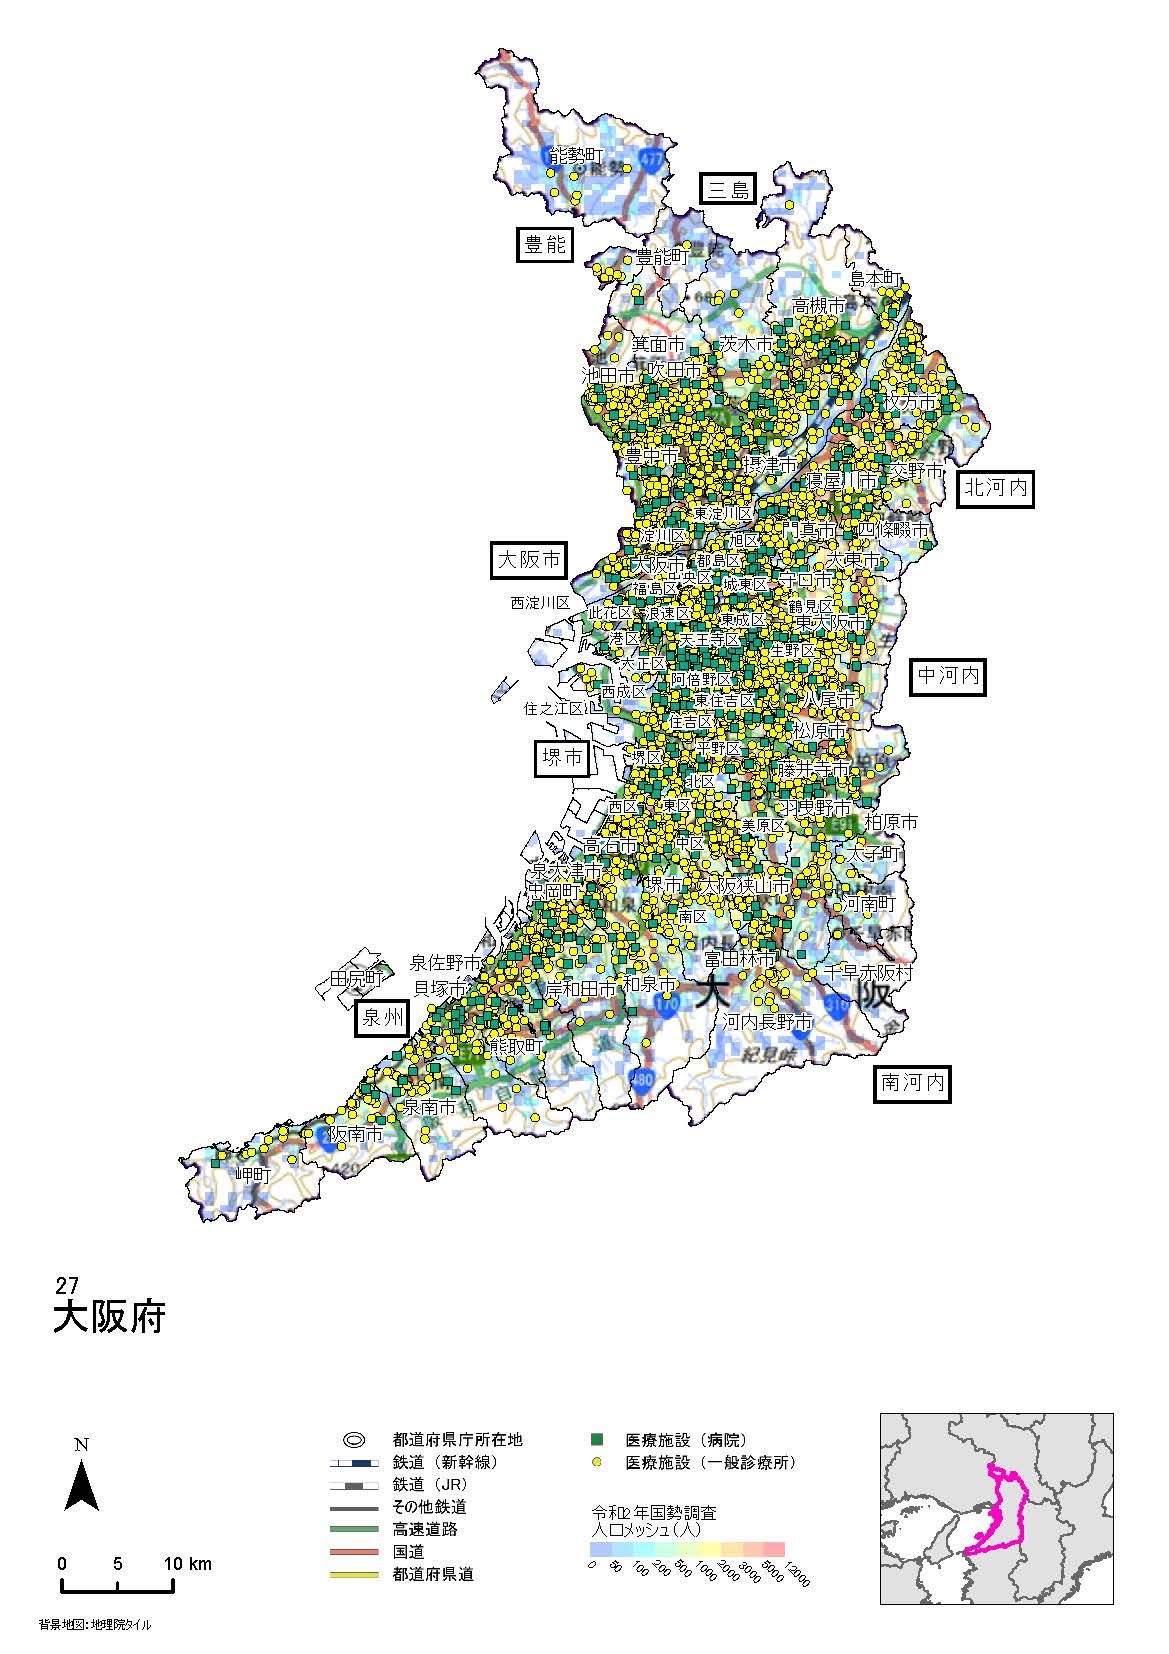 能勢町
477
三島
豊能
豊能町
島本町
高槻市
箕面市
茨木市
池田市
吹田市
枚方市
豊中市
摂津市
交野市
寝屋川市
北河内
東淀川区
淀川区
旭区
門真市
四條畷市
大阪市
大阪市
都島区
大東市
福島区
城東区
守口市
西淀川区
此花区
浪速区
東成区
鶴見区
東大阪市
港区
天王寺区
生野区
大正区
中河内
阿倍野区
西成区
東住吉区
八尾市
住之江区
住吉区
松原市
堺市
堺区
平野区
藤井寺市
北区
西区
東区
羽曳野市
美原区
E91
柏原市
高石市
中区
太子町
泉大津市
忠岡町
堺市
大阪狭山市
河南町
南区
泉佐野市
富田林市
千早赤阪村
田尻町
貝塚市
岸和田市
和泉市
大
阪
170
310
泉州
河内長野市
熊取町
紀見峠
480
南河内
泉南市
阪南市
420
岬町
27
大阪府
N
0 5 10 km
背景地図:地理院タイル
都道府県庁所在地
鉄道（新幹線）
鉄道（JR）
その他鉄道
高速道路
国道
都道府県道
医療施設（病院）
医療施設（一般診療所）
令和2年国勢調査
人口メッシュ(人)
0 50 100 200 500 1000 2000 3000 5000 12000